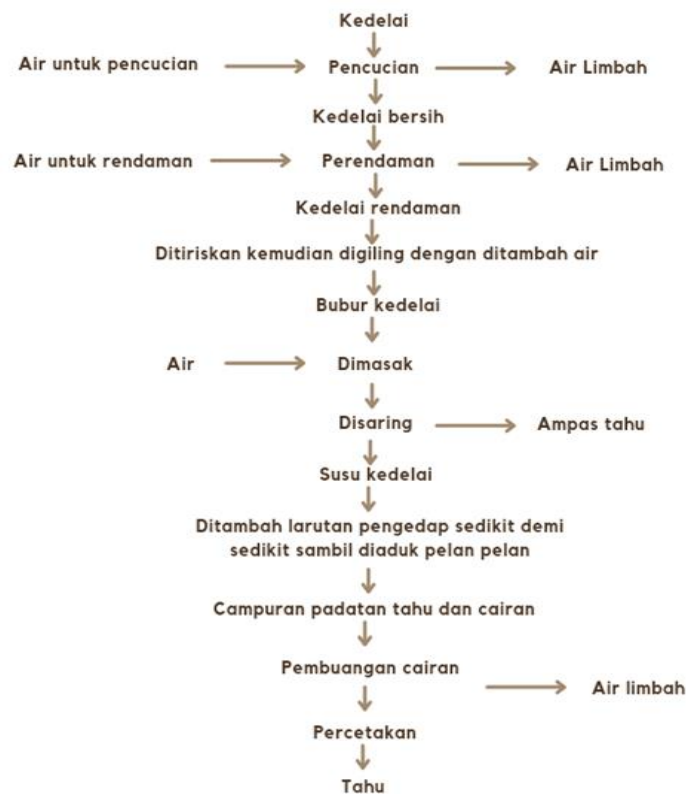 Kedelai
Air untuk pencucian
Pencucian
Air Limbah
Kedelai bersih
Air untuk rendaman
Perendaman
Air Limbah
Kedelai rendaman
Ditiriskan kemudian digiling dengan ditambah air
Bubur kedelai
Air
Dimasak
Disaring
Ampas tahu
Susu kedelai
Ditambah larutan pengedap sedikit demi
sedikit sambil diaduk pelan pelan
Campuran padatan tahu dan cairan
Pembuangan cairan
Air limbah
Percetakan
Tahu